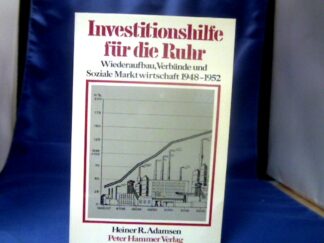 Investitionshilfe
für die Ruhr
Wiederaufbau, Verbände und
Soziale Marktwirtschaft 1948–1952
Heiner R. Adamsen
Peter Hammer Verlag